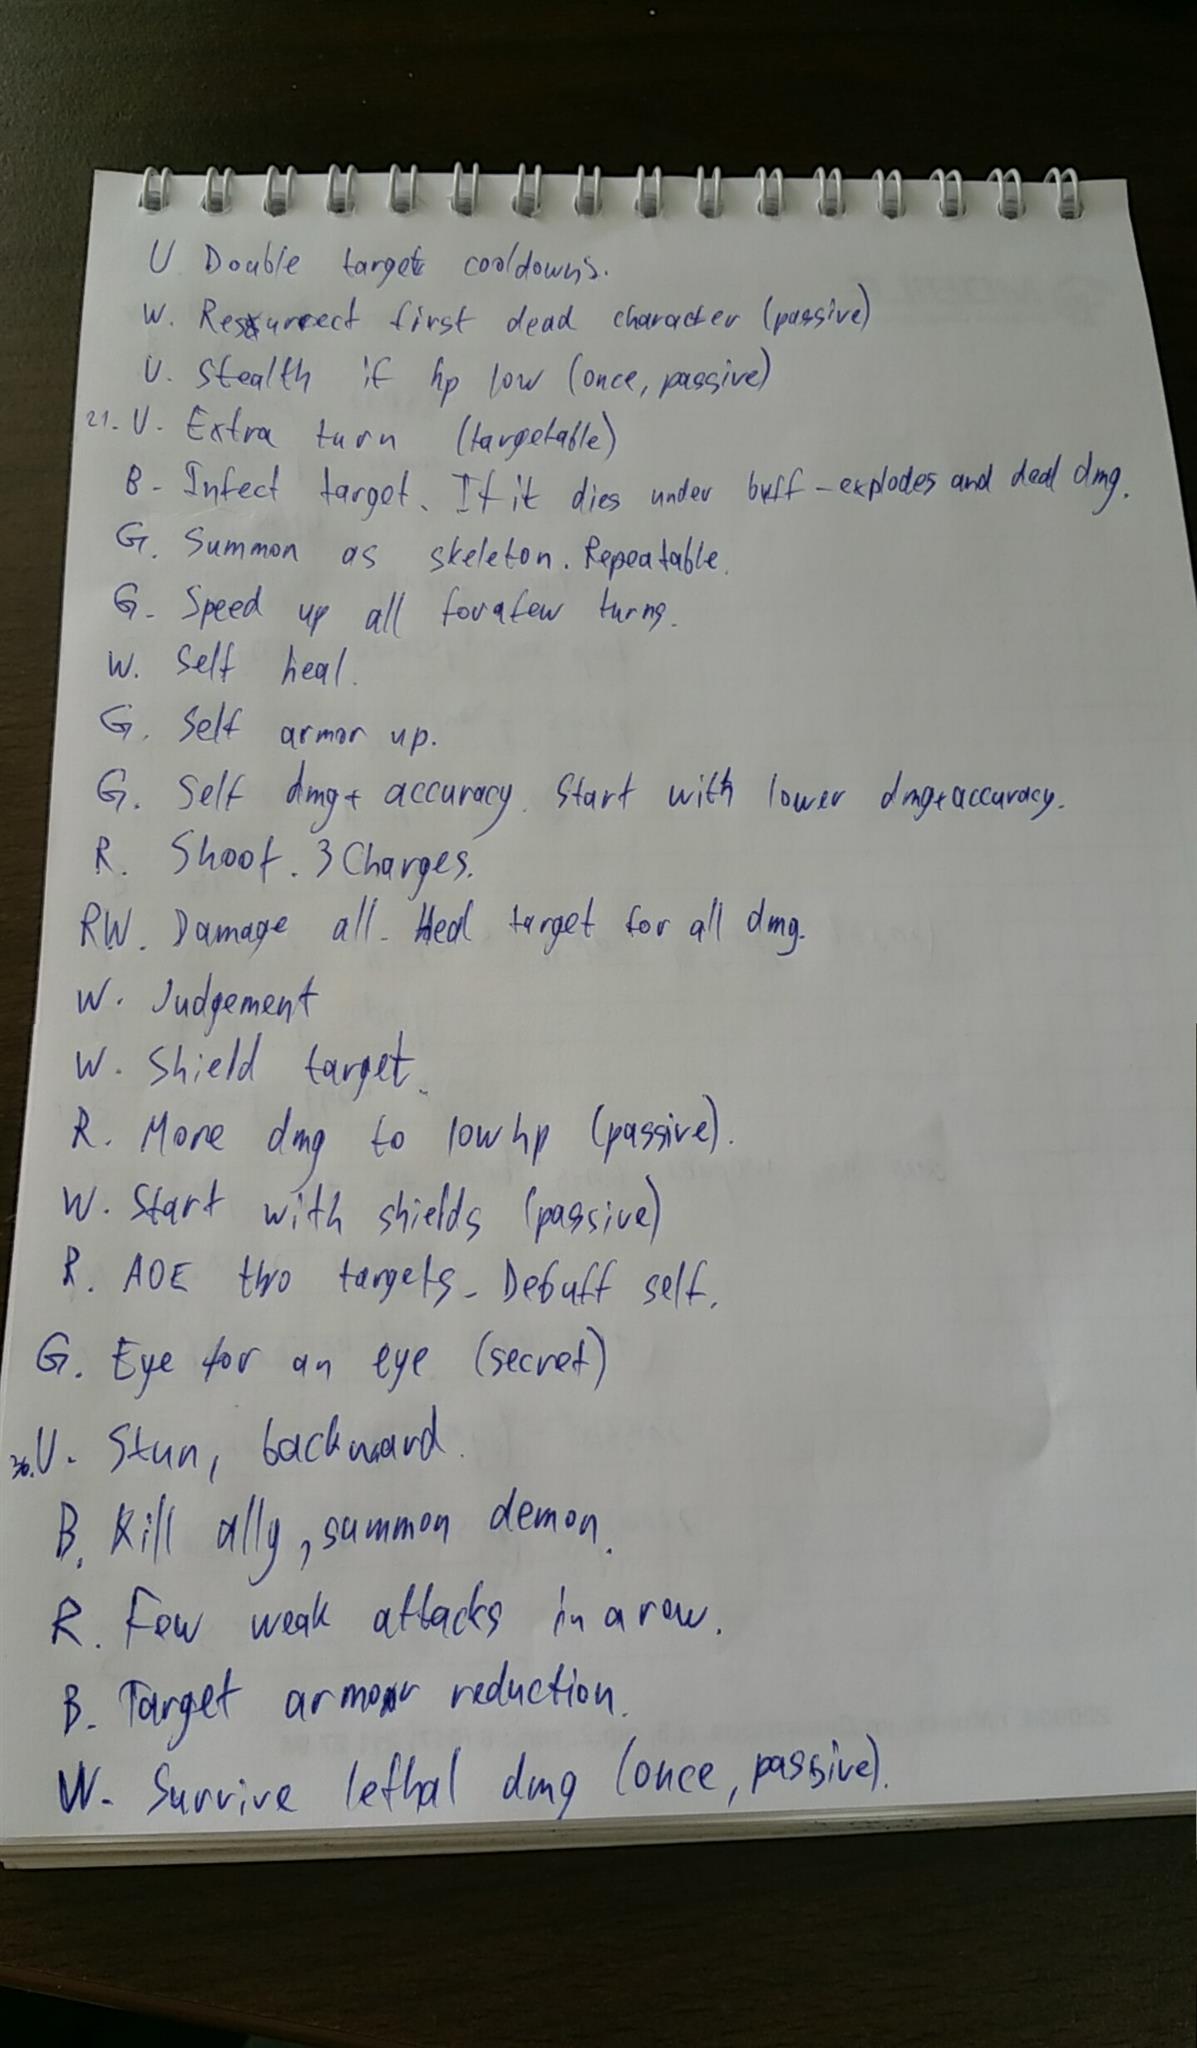 U Double target cooldowns.
W. Resurrect first dead character (passive)
U. Stealth if hp low (once, passive)
21. U. Extra turn (targetable)
B - Infect target. If it dies under buff - explodes and deal dmg.
G. Summon as skeleton. Repeatable.
G - Speed up all for a few turns.
W. Self heal.
G. Self armor up.
G. Self dmg + accuracy. Start with lower dmg + accuracy.
R. Shoot. 3 Charges.
RW. Damage all. Heal target for all dmg.
W. Judgement
W. Shield target.
R. More dmg to low hp (passive).
W. Start with shields (passive)
R. AOE two targets. Debuff self.
G. Eye for an eye (secret)
U. Stun, backward.
B. Kill ally, summon demon.
R. Few weak attacks in a row.
B. Target armor reduction.
W. Survive lethal dmg (once, passive).